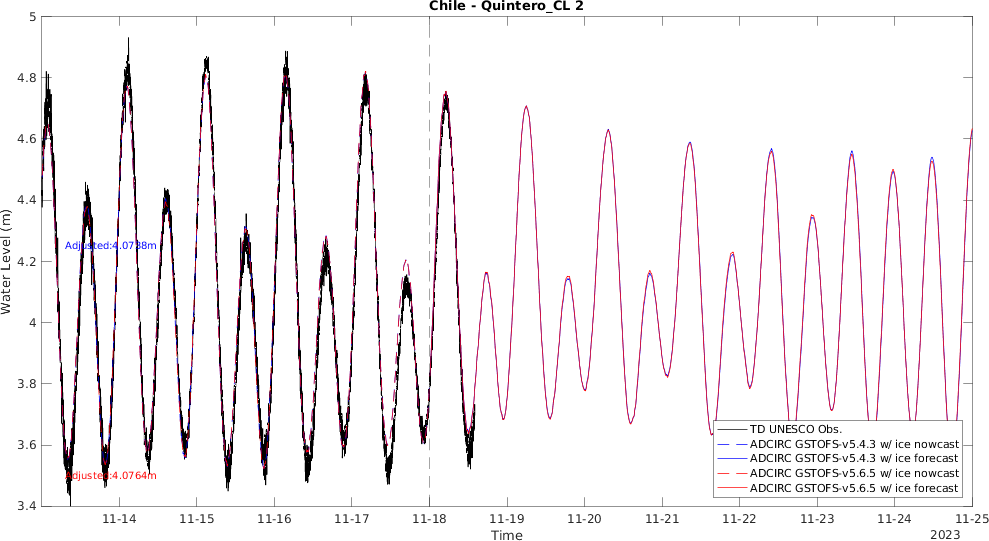 Chile - Quintero_CL 2
5
4.8
4.6
4.4
4.2
4
3.8
3.6
3.4
Water Level (m)
Adjusted:4.0738m
Adjusted:4.0764m
TD UNESCO Obs.
ADCIRC GSTOFS-v5.4.3 w/ ice nowcast
ADCIRC GSTOFS-v5.4.3 w/ ice forecast
ADCIRC GSTOFS-v5.6.5 w/ ice nowcast
ADCIRC GSTOFS-v5.6.5 w/ ice forecast
11-14 11-15 11-16 11-17 11-18 11-19 11-20 11-21 11-22 11-23 11-24 11-25
Time
2023